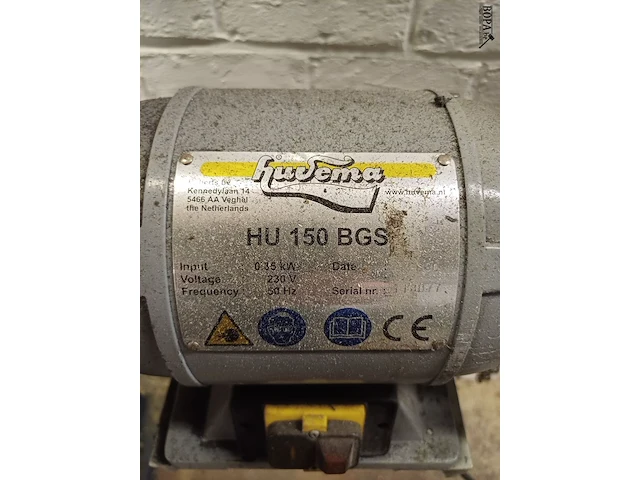 BOPA
huvema
Kennedylaan 14
www.huvema.nl
5466 AA Veghel
the Netherlands
HU 150 BGS
Input 0.35 kW Date
Voltage 230 V
Frequency 50 Hz Serial nr.
CE